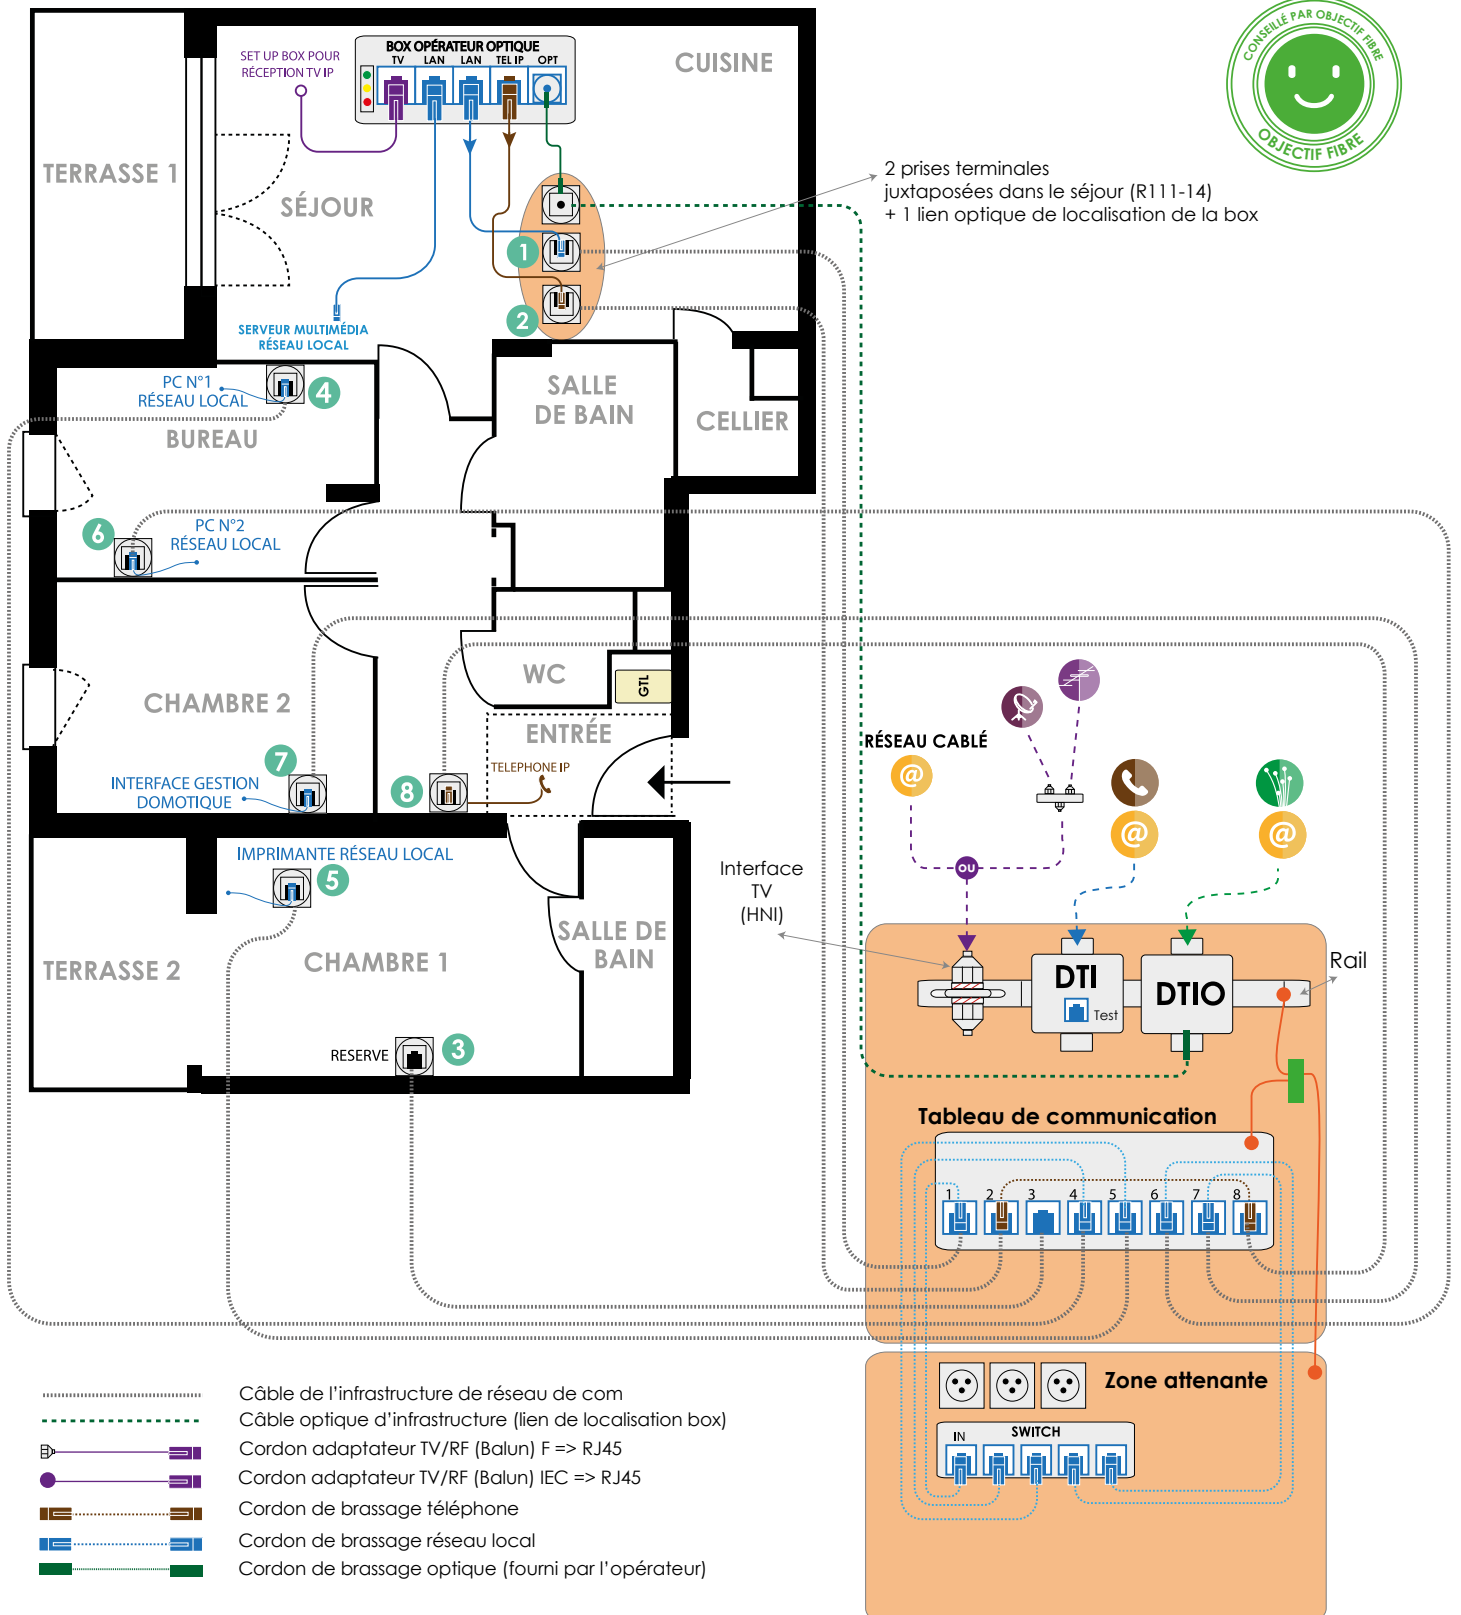 CONSEILLÉ PAR OBJECTIF FIBRE
OBJECTIF FIBRE
SET UP BOX POUR
RÉCEPTION TV IP
BOX OPÉRATEUR OPTIQUE
TV LAN LAN TEL IP OPT
CUISINE
TERRASSE 1
SÉJOUR
2 prises terminales
juxtaposées dans le séjour (R111-14)
+ 1 lien optique de localisation de la box
1
2
SERVEUR MULTIMÉDIA
RÉSEAU LOCAL
PC N°1
RÉSEAU LOCAL
4
BUREAU
SALLE
DE BAIN
CELLIER
6
PC N°2
RÉSEAU LOCAL
CHAMBRE 2
WC
GTL
ENTRÉE
7
INTERFACE GESTION
DOMOTIQUE
8
TELEPHONE IP
RÉSEAU CABLÉ
@
@
@
OU
IMPRIMANTE RÉSEAU LOCAL
5
TERRASSE 2
CHAMBRE 1
SALLE DE
BAIN
RESERVE
3
Interface
TV
(HNI)
DTI
Test
DTIO
Rail
Tableau de communication
1 2 3 4 5 6 7 8
Zone attenante
IN
SWITCH
Câble de l'infrastructure de réseau de com
Câble optique d'infrastructure (lien de localisation box)
Cordon adaptateur TV/RF (Balun) F => RJ45
Cordon adaptateur TV/RF (Balun) IEC => RJ45
Cordon de brassage téléphone
Cordon de brassage réseau local
Cordon de brassage optique (fourni par l'opérateur)